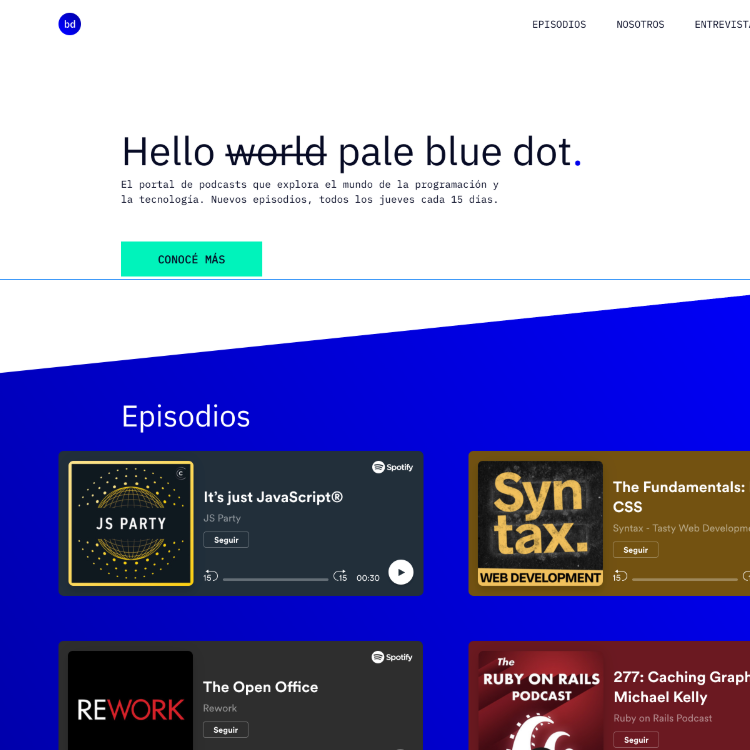 bd
EPISODIOS NOSOTROS ENTREVISTA
Hello world pale blue dot.
El portal de podcasts que explora el mundo de la programación y
la tecnología. Nuevos episodios, todos los jueves cada 15 días.
CONOCÉ MÁS
Episodios
JS PARTY
Spotify
It's just JavaScript®
JS Party
Seguir
15 15 00:30
Syntax.
WEB DEVELOPMENT
The Fundamentals:
CSS
Syntax - Tasty Web Developme
Seguir
15
REWORK
Spotify
The Open Office
Rework
Seguir
The
RUBY ON RAILS
PODCAST
277: Caching Graph
Michael Kelly
Ruby on Rails Podcast
Seguir